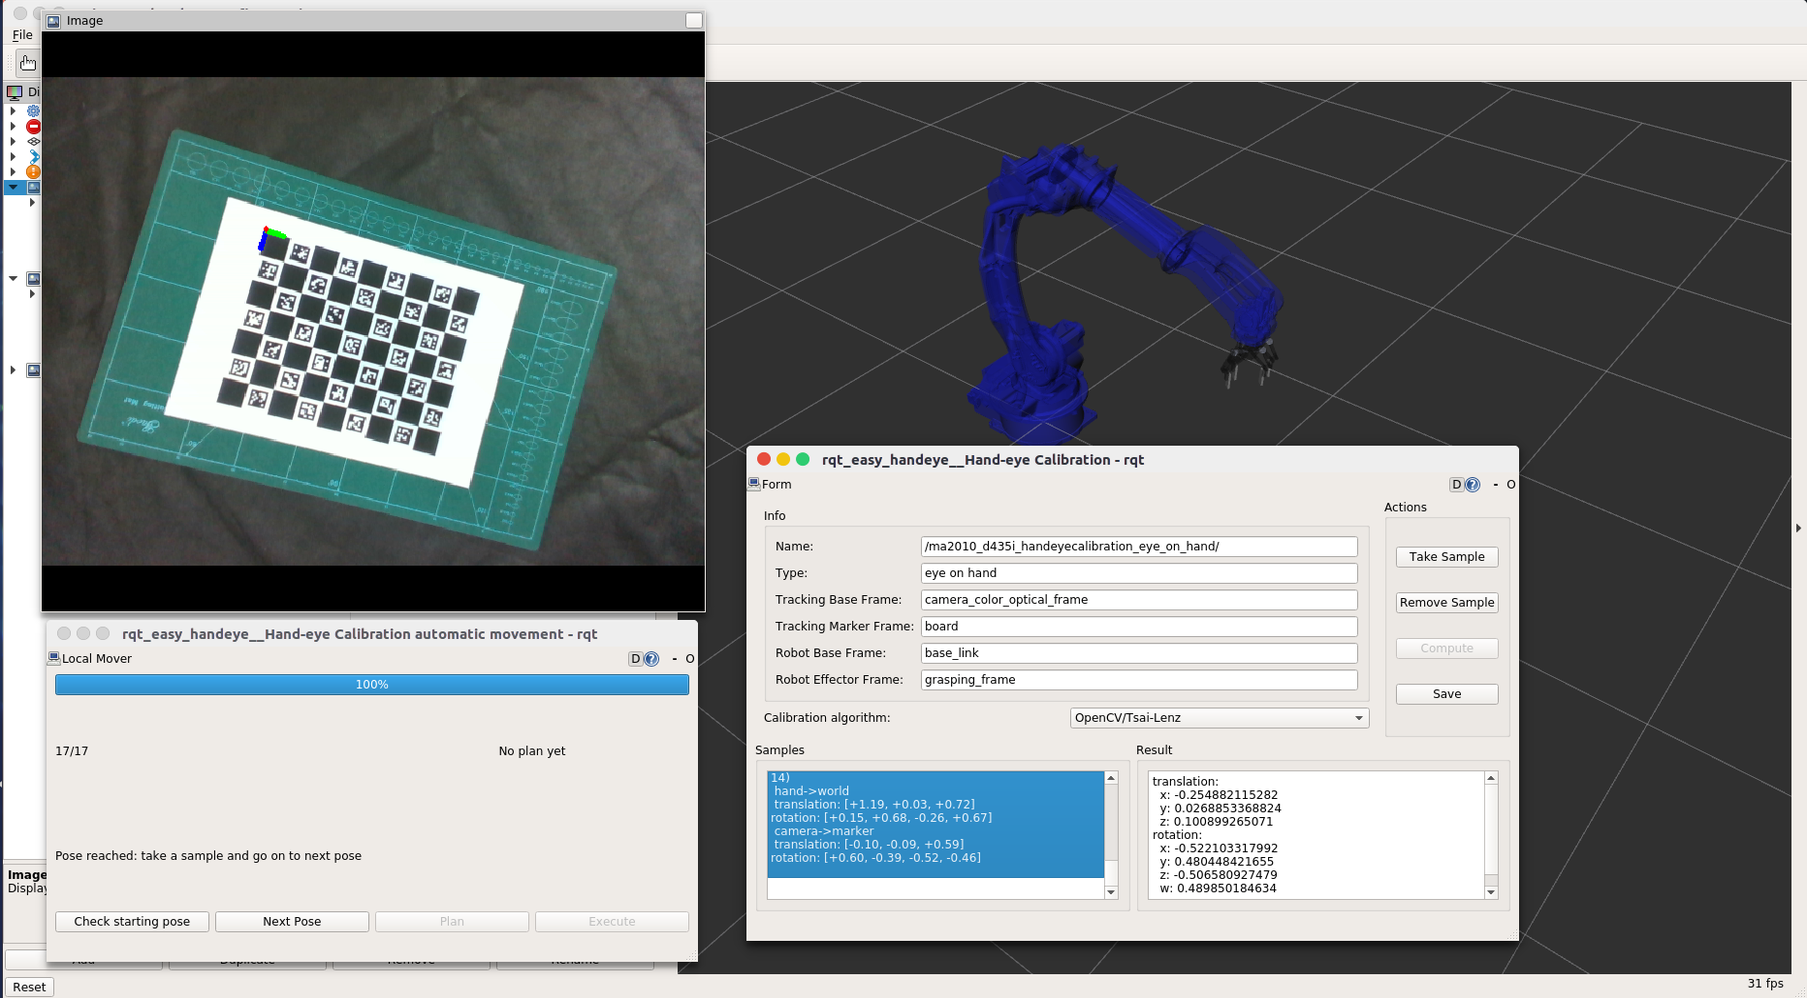 Image
File
Di
rqt_easy_handeye__Hand-eye Calibration automatic movement - rqt
Local Mover
D
- O
100%
17/17
No plan yet
Pose reached: take a sample and go on to next pose
Check starting pose
Next Pose
Plan
Execute
Image
Display
Add
Duplicate
Remove
Rename
Reset
rqt_easy_handeye__Hand-eye Calibration - rqt
Form
D
- O
Info
Name: /ma2010_d435i_handeyecalibration_eye_on_hand/
Type: eye on hand
Tracking Base Frame: camera_color_optical_frame
Tracking Marker Frame: board
Robot Base Frame: base_link
Robot Effector Frame: grasping_frame
Calibration algorithm: OpenCV/Tsai-Lenz
Actions
Take Sample
Remove Sample
Compute
Save
Samples
14)
hand->world
translation: [+1.19, +0.03, +0.72]
rotation: [+0.15, +0.68, -0.26, +0.67]
camera->marker
translation: [-0.10, -0.09, +0.59]
rotation: [+0.60, -0.39, -0.52, -0.46]
Result
translation:
x: -0.254882115282
y: 0.0268853368824
z: 0.100899265071
rotation:
x: -0.522103317992
y: 0.480448421655
z: -0.506580927479
w: 0.489850184634
31 fps